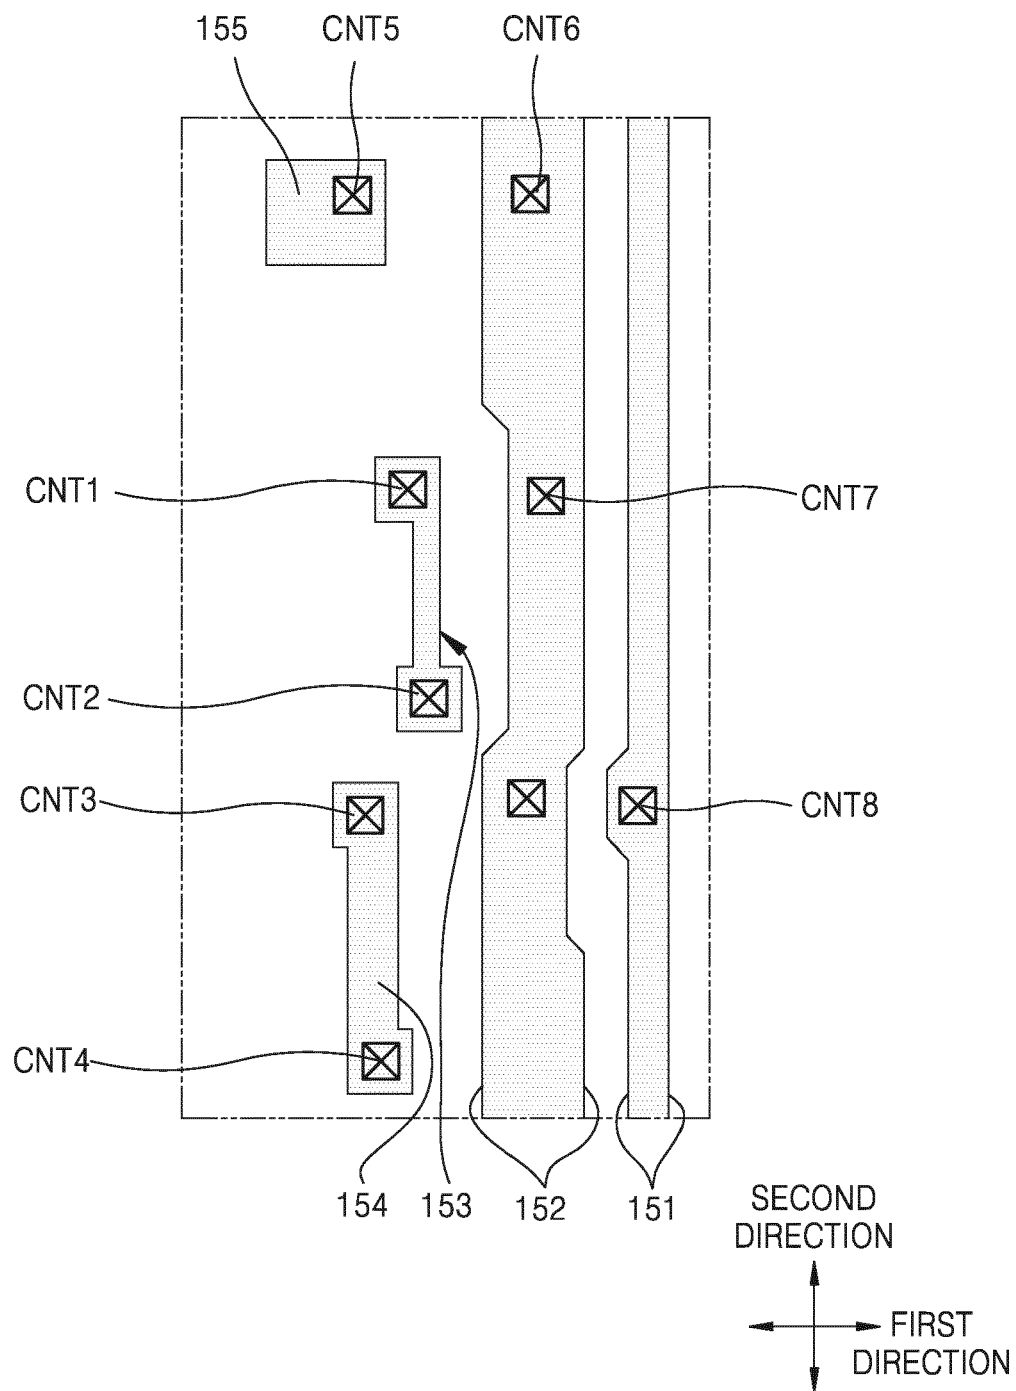 155 CNT5 CNT6
CNT1 CNT7
CNT2
CNT3 CNT8
CNT4
154 153 152 151
SECOND
DIRECTION
FIRST
DIRECTION